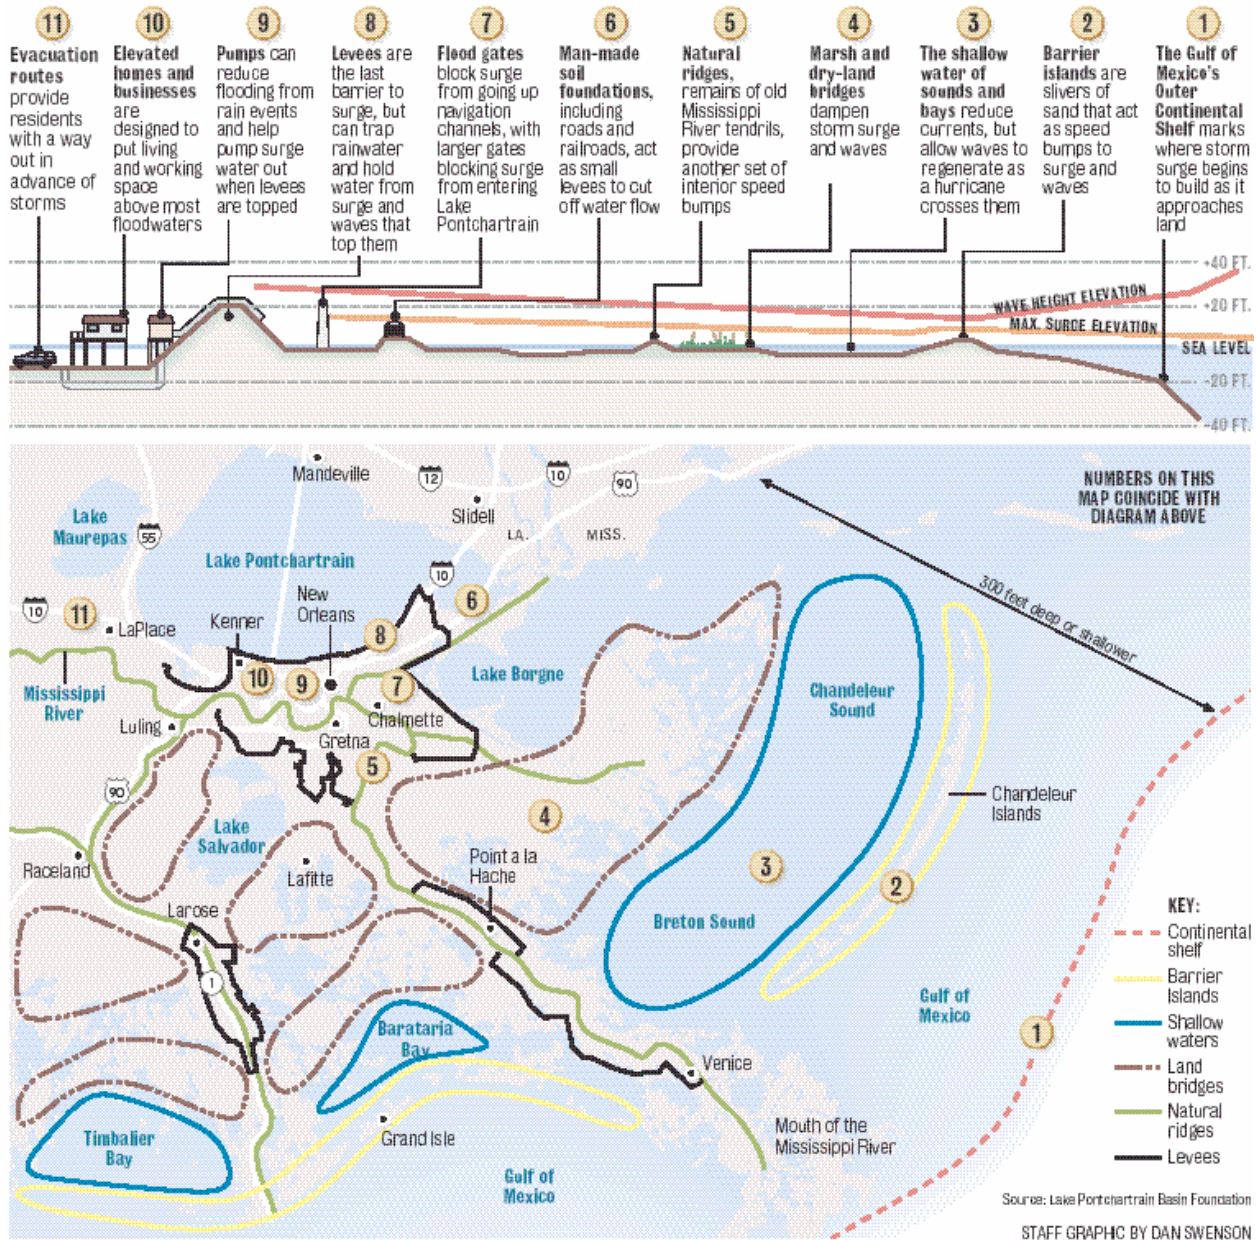 11
Evacuation
routes
provide
residents
with a way
out in
advance of
storms
10
Elevated
homes and
businesses
are
designed to
put living
and working
space
above most
floodwaters
9
Pumps can
reduce
flooding from
rain events
and help
pump surge
water out
when levees
are topped
8
Levees are
the last
barrier to
surge, but
can trap
rainwater
and hold
water from
surge and
waves that
top them
7
Flood gates
block surge
from going up
navigation
channels, with
larger gates
blocking surge
from entering
Lake
Pontchartrain
6
Man-made
soil
foundations,
including
roads and
railroads, act
as small
levees to cut
off water flow
5
Natural
ridges,
remains of old
Mississippi
River tendrils,
provide
another set of
interior speed
bumps
4
Marsh and
dry-land
bridges
dampen
storm surge
and waves
3
The shallow
water of
sounds and
bays reduce
currents, but
allow waves to
regenerate as
a hurricane
crosses them
2
Barrier
islands are
slivers of
sand that act
as speed
bumps to
surge and
waves
1
The Gulf of
Mexico's
Outer
Continental
Shelf marks
where storm
surge begins
to build as it
approaches
land
+40 FT.
+20 FT.
WAVE HEIGHT ELEVATION
MAX. SURGE ELEVATION
SEA LEVEL
-20 FT.
-40 FT.
NUMBERS ON THIS
MAP COINCIDE WITH
DIAGRAM ABOVE
Mandeville
12
10
90
Slidell
LA.
MISS.
Lake
Maurepas
55
Lake Pontchartrain
10
New
Orleans
6
300 feet deep or shallower
10
11
LaPlace
Kenner
8
Lake Borgne
Chandeleur
Sound
Mississippi
River
10
9
7
Luling
Chalmette
Gretna
5
90
4
Chandeleur
Islands
Lake
Salvador
Raceland
Lafitte
Point a la
Hache
3
2
Larose
Breton Sound
1
Gulf of
Mexico
1
Barataria
Bay
Venice
Grand Isle
Mouth of the
Mississippi River
Timbalier
Bay
Gulf of
Mexico
KEY:
Continental
shelf
Barrier
Islands
Shallow
waters
Land
bridges
Natural
ridges
Levees
Source: Lake Pontchartrain Basin Foundation
STAFF GRAPHIC BY DAN SWENSON